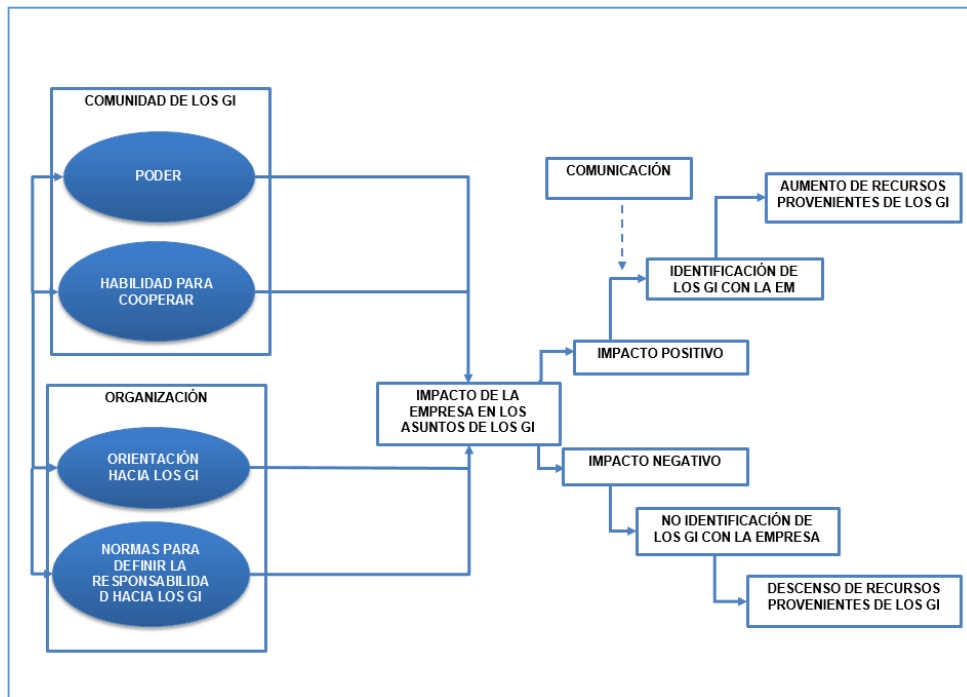 COMUNIDAD DE LOS GI
PODER
HABILIDAD PARA
COOPERAR
ORGANIZACIÓN
ORIENTACIÓN
HACIA LOS GI
NORMAS PARA
DEFINIR LA
RESPONSABILIDA
D HACIA LOS GI
IMPACTO DE LA
EMPRESA EN LOS
ASUNTOS DE LOS GI
COMUNICACIÓN
AUMENTO DE RECURSOS
PROVENIENTES DE LOS GI
IDENTIFICACIÓN DE
LOS GI CON LA EM
IMPACTO POSITIVO
IMPACTO NEGATIVO
NO IDENTIFICACIÓN DE
LOS GI CON LA EMPRESA
DESCENSO DE RECURSOS
PROVENIENTES DE LOS GI